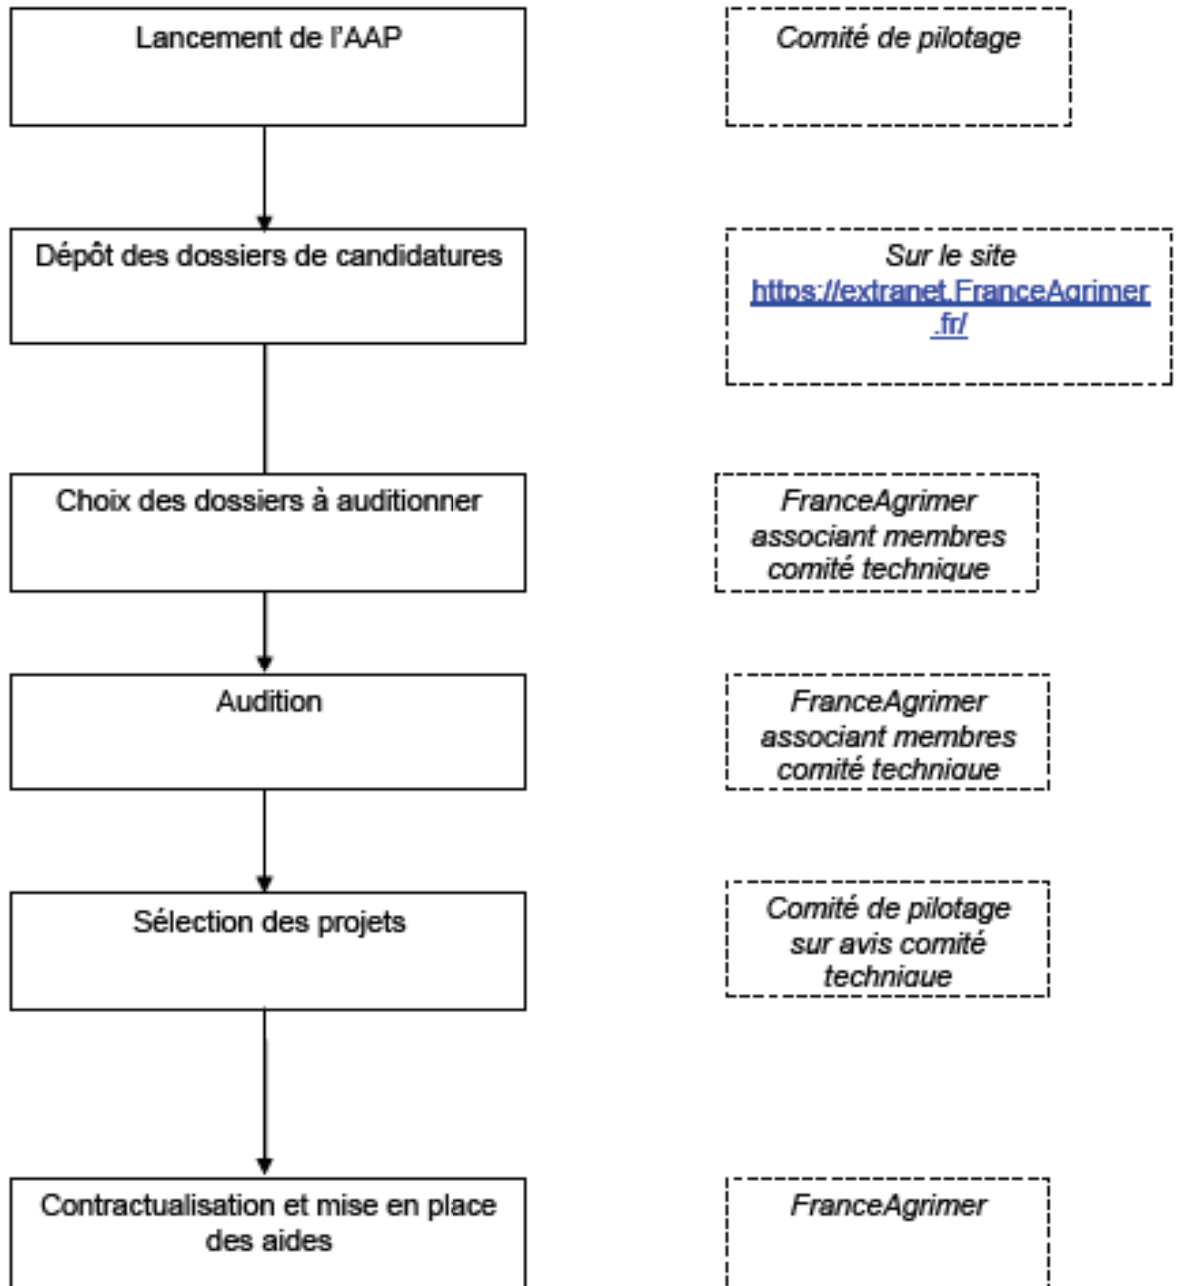 Lancement de l'AAP
Comité de pilotage
Dépôt des dossiers de candidatures
Sur le site
https://extranet.FranceAgrimer
.fr/
Choix des dossiers à auditionner
FranceAgrimer
associant membres
comité technique
Audition
FranceAgrimer
associant membres
comité technique
Sélection des projets
Comité de pilotage
sur avis comité
technique
Contractualisation et mise en place
des aides
FranceAgrimer